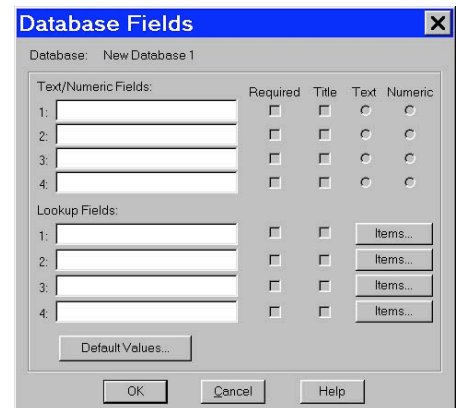 Database Fields
Database: New Database 1
Text/Numeric Fields:
Required Title Text Numeric
1:
2:
3:
4:
Lookup Fields:
1: Items...
2: Items...
3: Items...
4: Items...
Default Values...
OK Cancel Help